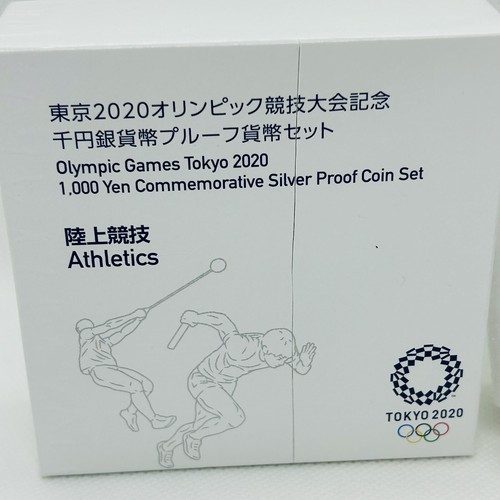 東京2020オリンピック競技大会記念
千円銀貨幣プルーフ貨幣セット
Olympic Games Tokyo 2020
1,000 Yen Commemorative Silver Proof Coin Set
陸上競技
Athletics
TOKYO 2020